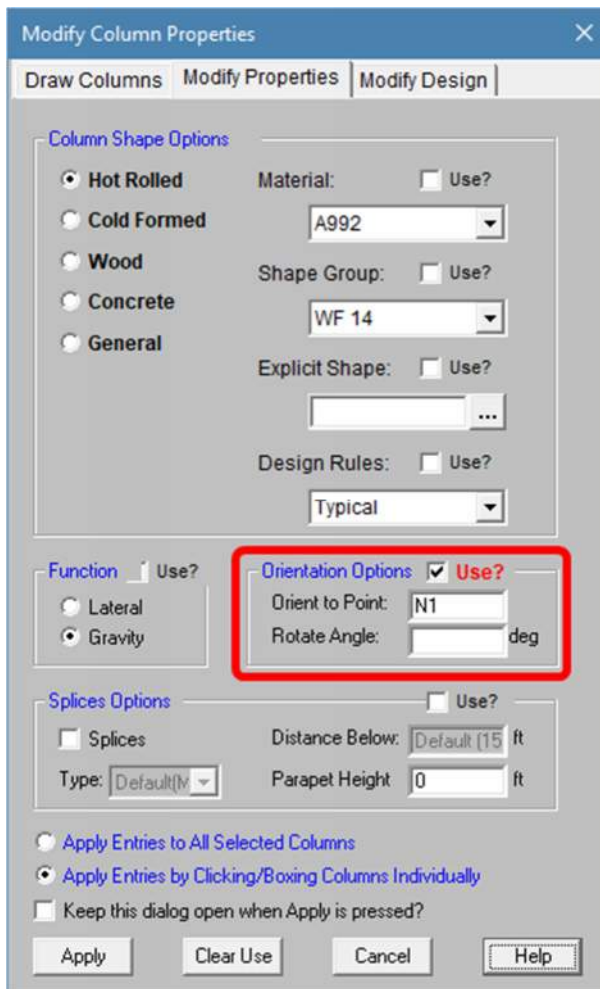 Modify Column Properties
Draw Columns Modify Properties Modify Design
Column Shape Options
Hot Rolled Material: Use?
Cold Formed A992
Wood Shape Group: Use?
Concrete WF 14
General Explicit Shape: Use?
...
Design Rules: Use?
Typical
Function Use? Orientation Options Use?
Lateral Orient to Point: N1
Gravity Rotate Angle: deg
Splices Options Use?
Splices Distance Below: Default (15 ft
Type: Default(M Parapet Height 0 ft
Apply Entries to All Selected Columns
Apply Entries by Clicking/Boxing Columns Individually
Keep this dialog open when Apply is pressed?
Apply Clear Use Cancel Help